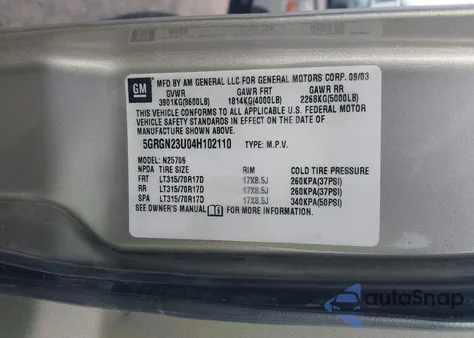 GM
MFD BY AM GENERAL LLC FOR GENERAL MOTORS CORP. 09/03
GVWR GAWR FRT GAWR RR
3901KG(8600LB) 1814KG(4000LB) 2268KG(5000LB)
THIS VEHICLE CONFORMS TO ALL APPLICABLE U.S. FEDERAL MOTOR
VEHICLE SAFETY STANDARDS IN EFFECT ON THE DATE OF
MANUFACTURE SHOWN ABOVE.
5GRGN23U04H102110 TYPE: M.P.V.
MODEL: N25706
NPDA TIRE SIZE RIM COLD TIRE PRESSURE
FRT LT315/70R17D 17X8.5J 260KPA(37PSI)
RR LT315/70R17D 17X8.5J 260KPA(37PSI)
SPA LT315/70R17D 17X8.5J 340KPA(50PSI)
SEE OWNER'S MANUAL FOR MORE INFORMATION.
autoSnap